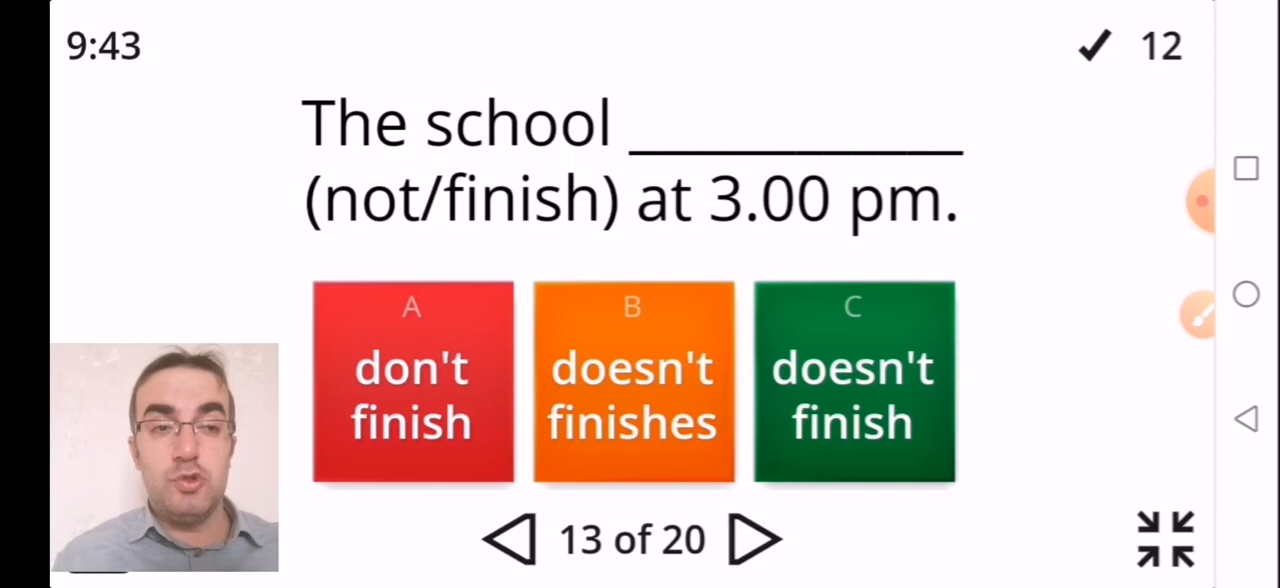 9:43
✓ 12
The school ____________
(not/finish) at 3.00 pm.
A
don't
finish
B
doesn't
finishes
C
doesn't
finish
13 of 20